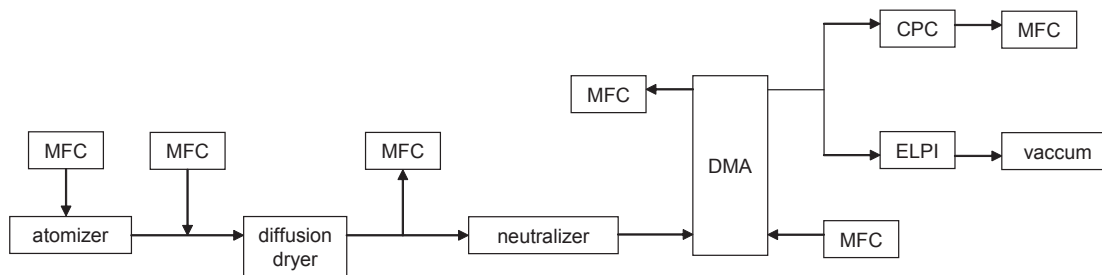 CPC
MFC
MFC
MFC
MFC
MFC
DMA
ELPI
vaccum
atomizer
diffusion
dryer
neutralizer
MFC